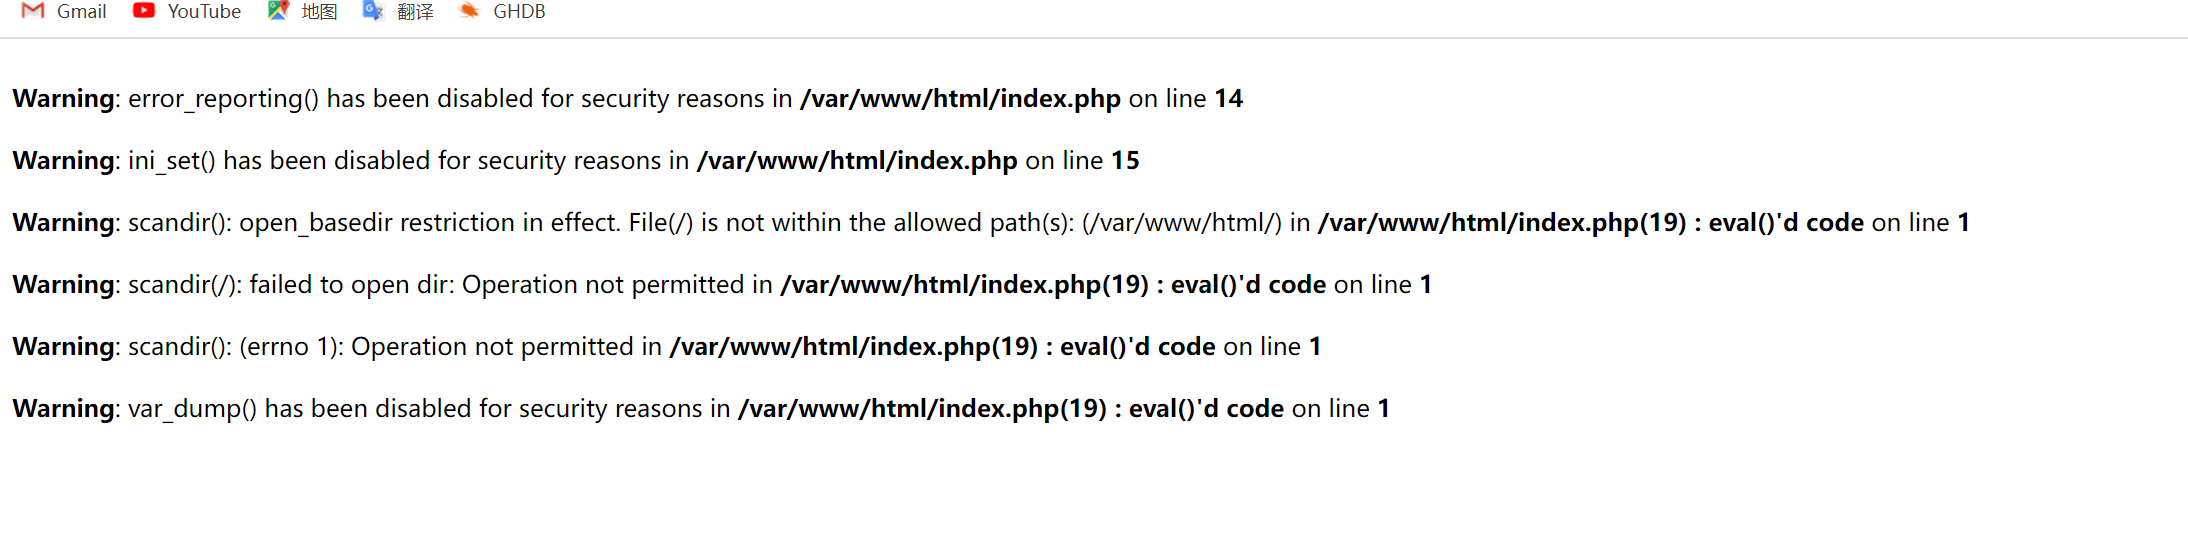 Gmail YouTube 地图 翻译 GHDB
Warning: error_reporting() has been disabled for security reasons in /var/www/html/index.php on line 14
Warning: ini_set() has been disabled for security reasons in /var/www/html/index.php on line 15
Warning: scandir(): open_basedir restriction in effect. File(/) is not within the allowed path(s): (/var/www/html/) in /var/www/html/index.php(19) : eval()'d code on line 1
Warning: scandir(/): failed to open dir: Operation not permitted in /var/www/html/index.php(19) : eval()'d code on line 1
Warning: scandir(): (errno 1): Operation not permitted in /var/www/html/index.php(19) : eval()'d code on line 1
Warning: var_dump() has been disabled for security reasons in /var/www/html/index.php(19) : eval()'d code on line 1